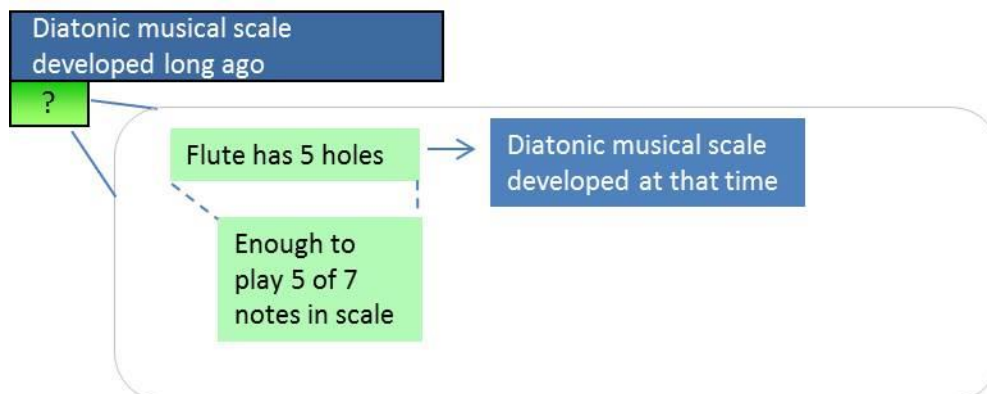 Diatonic musical scale
developed long ago
?
Flute has 5 holes
Diatonic musical scale
developed at that time
Enough to
play 5 of 7
notes in scale